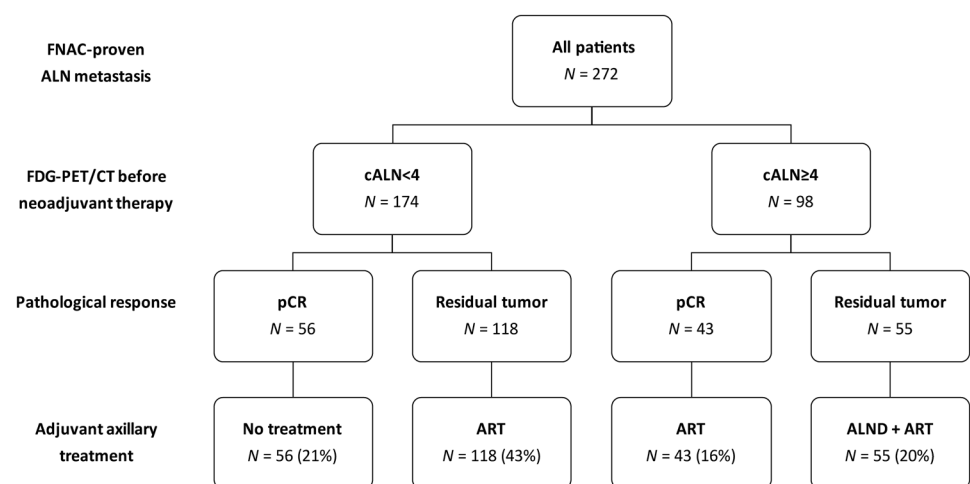 FNAC-proven
ALN metastasis
All patients
N = 272
FDG-PET/CT before
neoadjuvant therapy
cALN<4
N = 174
cALN≥4
N = 98
Pathological response
pCR
N = 56
Residual tumor
N = 118
pCR
N = 43
Residual tumor
N = 55
Adjuvant axillary
treatment
No treatment
N = 56 (21%)
ART
N = 118 (43%)
ART
N = 43 (16%)
ALND + ART
N = 55 (20%)